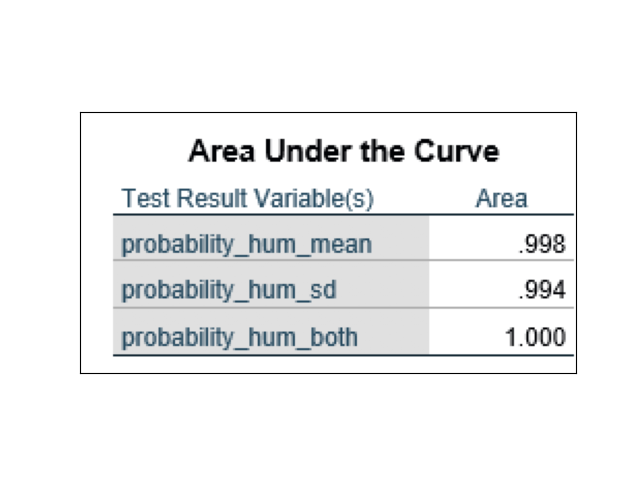 Area Under the Curve
Test Result Variable(s) Area
probability_hum_mean .998
probability_hum_sd .994
probability_hum_both 1.000